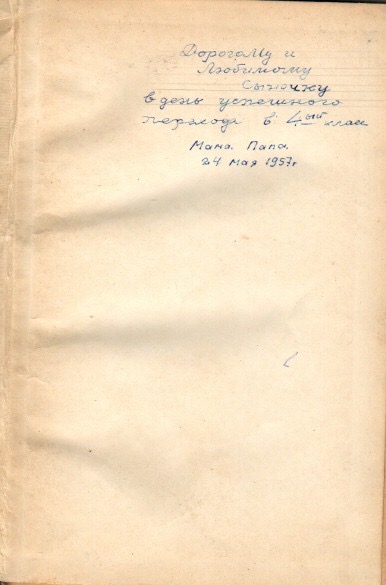 Дорогому и
Любимому
Сыночку
в день успешного
перехода в 4ый класс
Мама. Папа.
24 мая 1957г